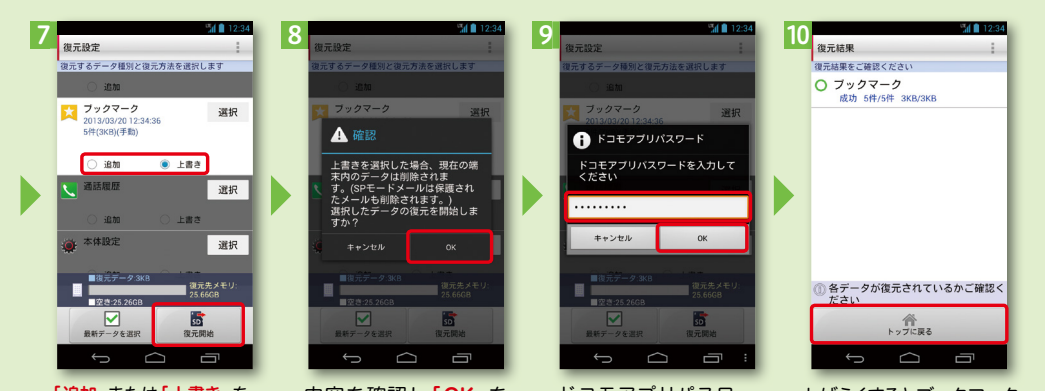 7
12:34
復元設定
復元するデータ種別と復元方法を選択します
追加
ブックマーク
2013/03/20 12:34:36
5件(3KB)(手動)
選択
追加
上書き
通話履歴
選択
追加
上書き
本体設定
選択
復元データ:3KB
復元先メモリ:
25.66GB
空き:25.26GB
最新データを選択
SD
復元開始
8
12:34
復元設定
復元するデータ種別と復元方法を選択します
追加
ブックマーク
選択
確認
上書きを選択した場合、現在の端
末内のデータは削除されま
す。(SPモードメールは保護され
たメールも削除されます。)
選択したデータの復元を開始しま
すか?
キャンセル
OK
復元データ:3KB
復元先メモリ:
25.66GB
空き:25.26GB
最新データを選択
SD
復元開始
9
12:34
復元設定
復元するデータ種別と復元方法を選択します
追加
ブックマーク
2013/03/20 12:34:36
選択
ドコモアプリパスワード
ドコモアプリパスワードを入力して
ください
•••••••••
キャンセル
OK
復元データ:3KB
復元先メモリ:
25.66GB
空き:25.26GB
最新データを選択
SD
復元開始
10
12:34
復元結果
復元結果をご確認ください
ブックマーク
成功 5件/5件 3KB/3KB
各データが復元されているかご確認く
ださい
トップに戻る